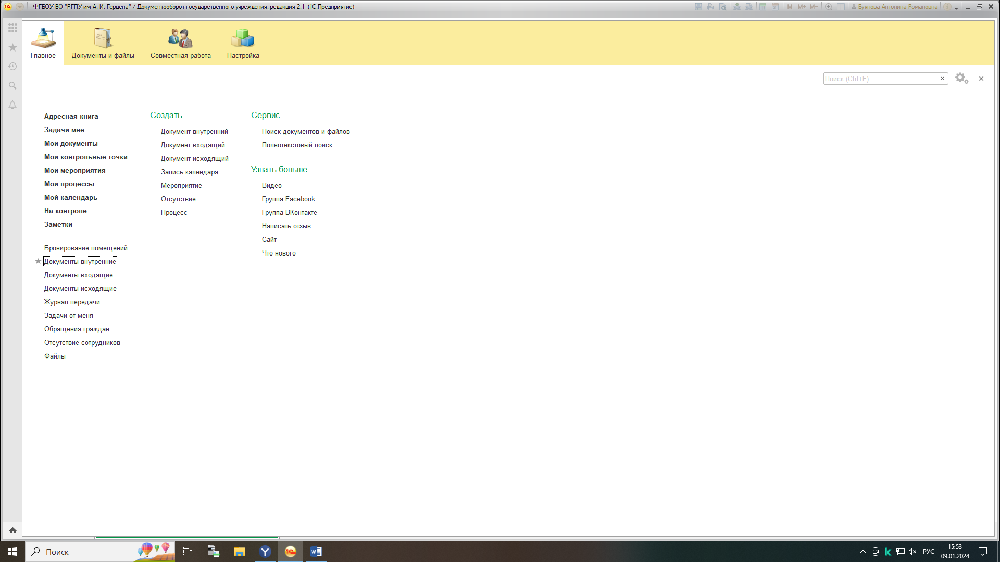 ФГБОУ ВО "РГПУ им А. И. Герцена" / Документооборот государственного учреждения, редакция 2.1 (1С:Предприятие)
M M+ M- Буянова Антонина Романовна
Главное
Документы и файлы
Совместная работа
Настройка
Поиск (Ctrl+F)
Адресная книга
Задачи мне
Мои документы
Мои контрольные точки
Мои мероприятия
Мои процессы
Мой календарь
На контроле
Заметки
Бронирование помещений
Документы внутренние
Документы входящие
Документы исходящие
Журнал передачи
Задачи от меня
Обращения граждан
Отсутствие сотрудников
Файлы
Создать
Документ внутренний
Документ входящий
Документ исходящий
Запись календаря
Мероприятие
Отсутствие
Процесс
Сервис
Поиск документов и файлов
Полнотекстовый поиск
Узнать больше
Видео
Группа Facebook
Группа ВКонтакте
Написать отзыв
Сайт
Что нового
Поиск
РУС
15:53
09.01.2024